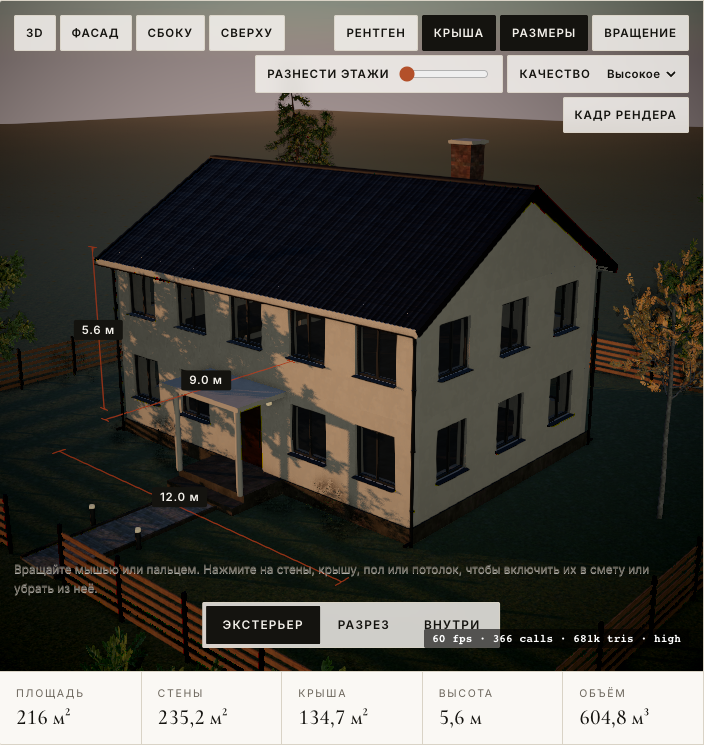 3D ФАСАД СБОКУ СВЕРХУ РЕНТГЕН КРЫША РАЗМЕРЫ ВРАЩЕНИЕ
РАЗНЕСТИ ЭТАЖИ КАЧЕСТВО Высокое
КАДР РЕНДЕРА
5.6 м
9.0 м
12.0 м
Вращайте мышью или пальцем. Нажмите на стены, крышу, пол или потолок, чтобы включить их в смету или
убрать из неё.
ЭКСТЕРЬЕР РАЗРЕЗ ВНУТРИ
60 fps · 366 calls · 681k tris · high
ПЛОЩАДЬ СТЕНЫ КРЫША ВЫСОТА ОБЪЁМ
216 м² 235,2 м² 134,7 м² 5,6 м 604,8 м³